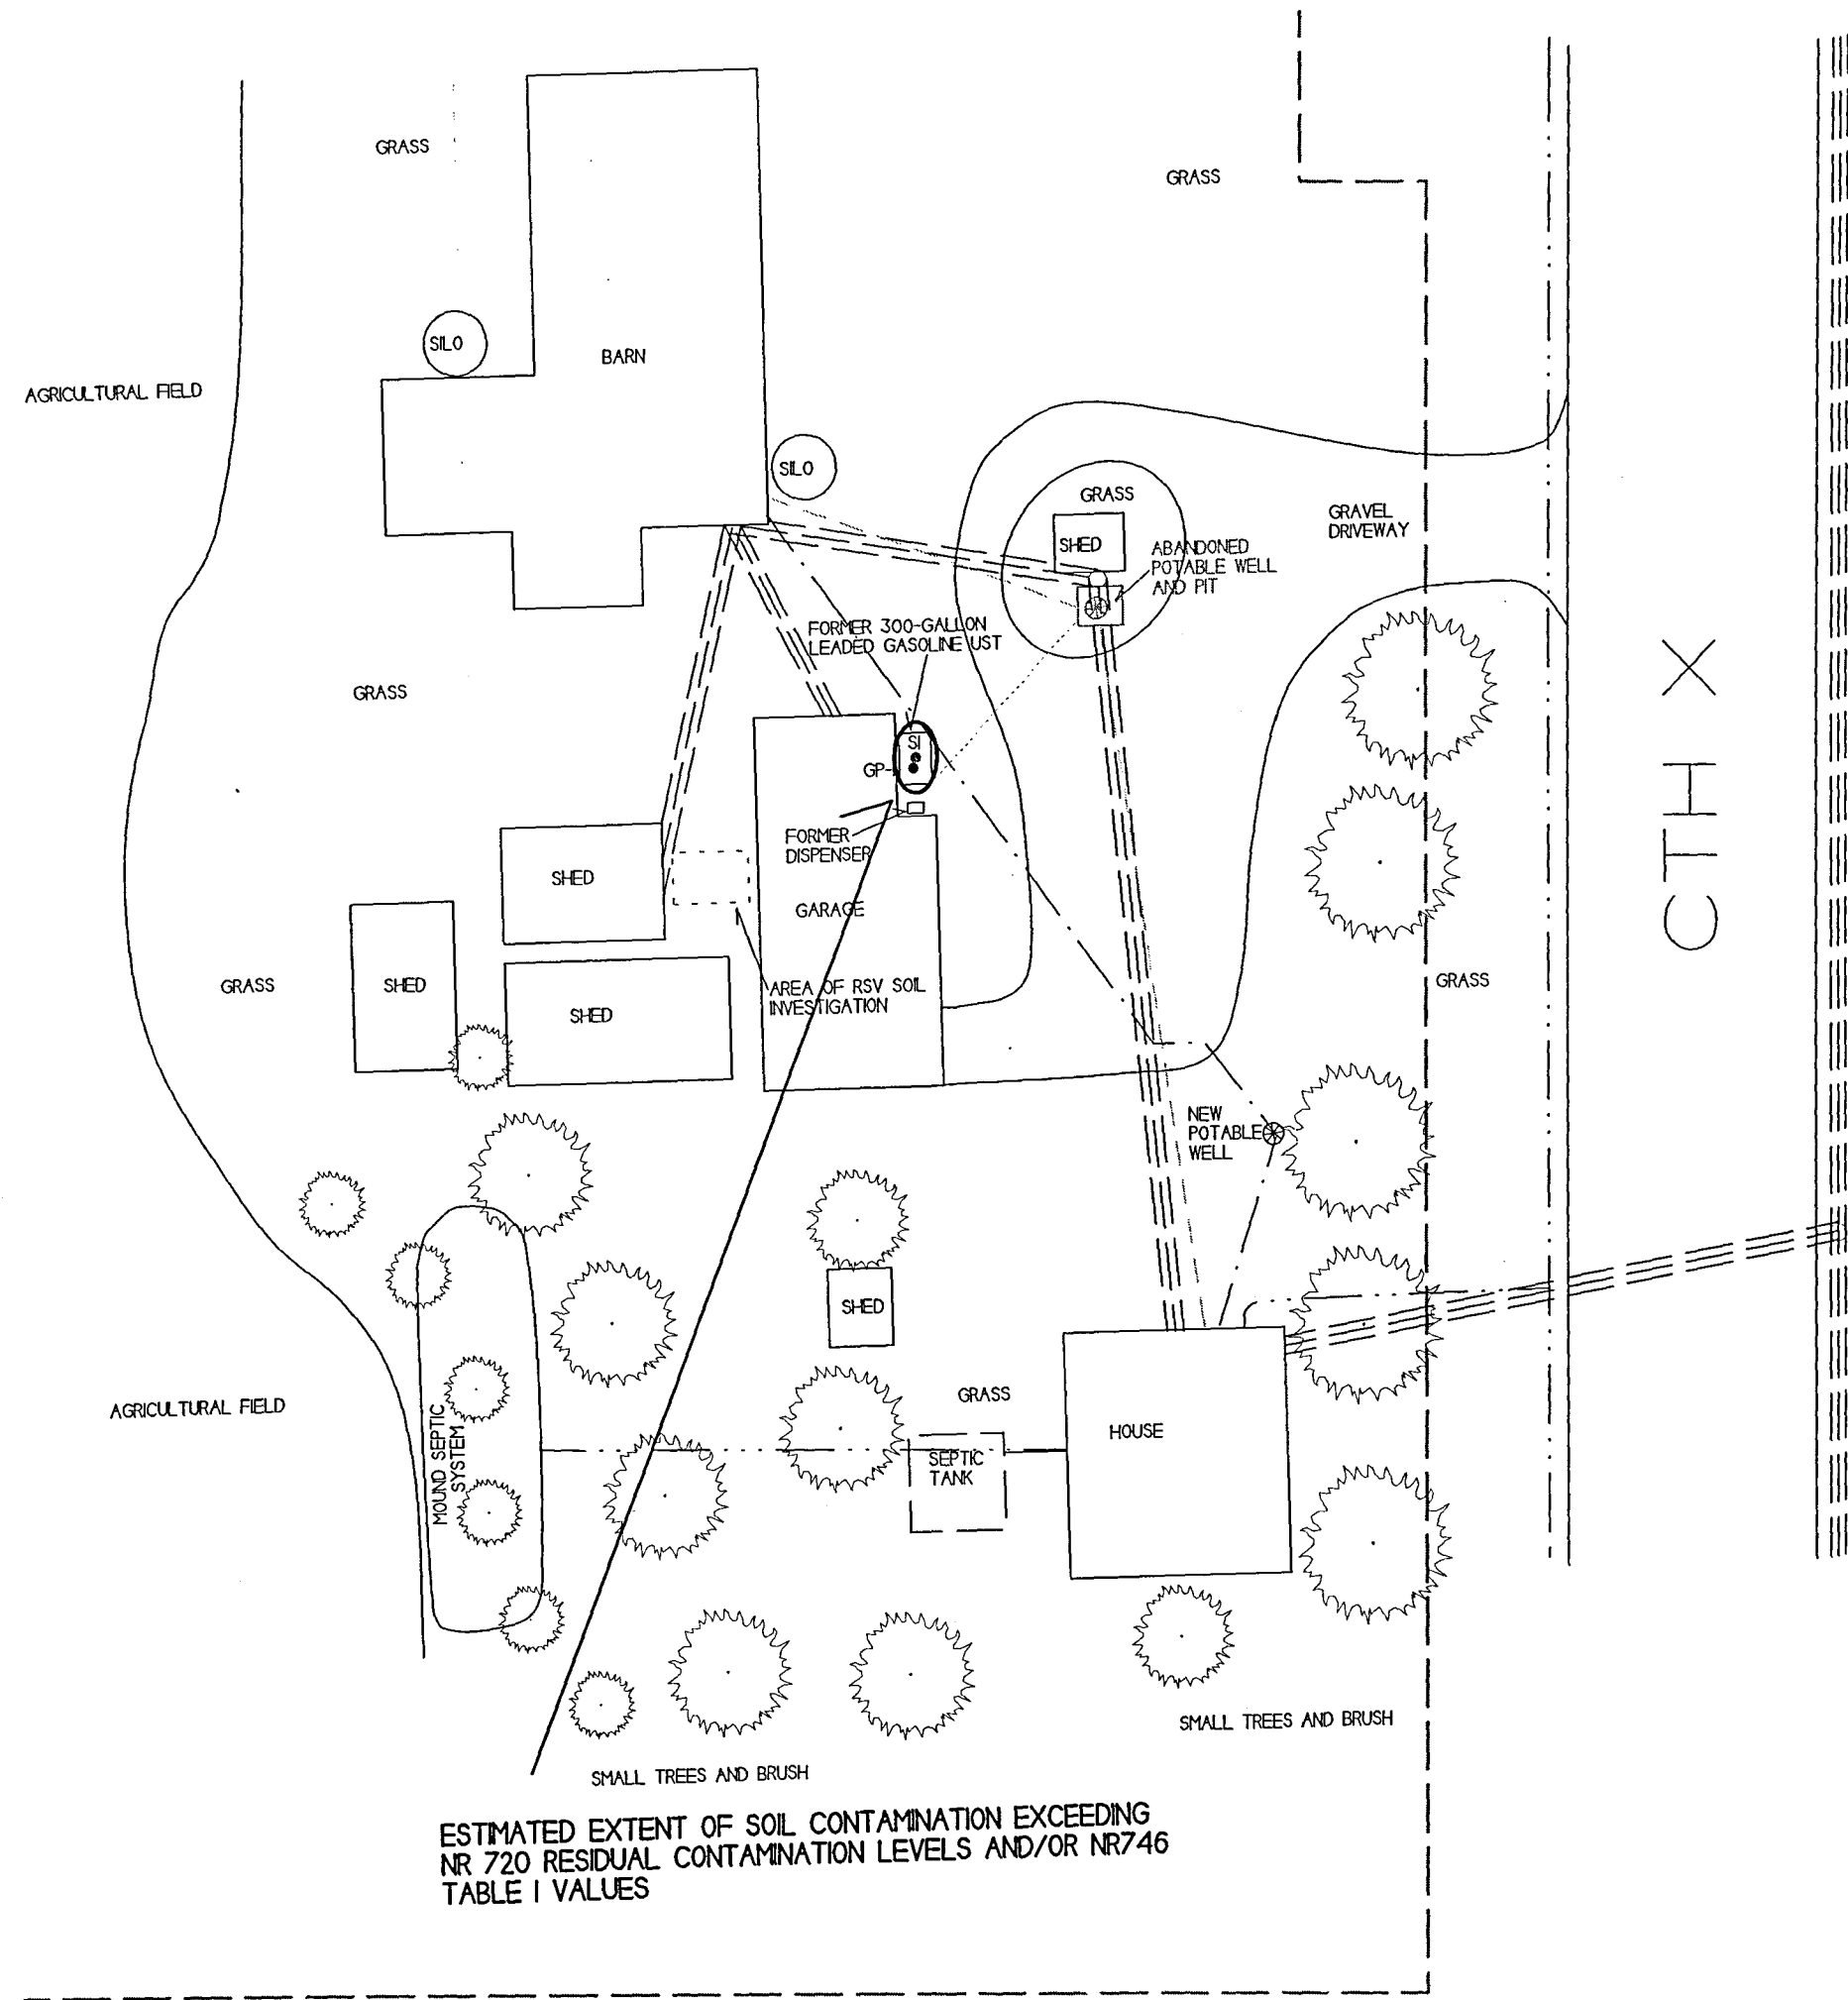 GRASS
GRASS
SILO
BARN
AGRICULTURAL FIELD
SILO
GRASS
GRAVEL
DRIVEWAY
SHED
ABANDONED
POTABLE WELL
AND PIT
FORMER 300-GALLON
LEADED GASOLINE UST
GRASS
CTH X
S1
GP-
FORMER
DISPENSER
SHED
GARAGE
GRASS
SHED
AREA OF RSV SOIL
INVESTIGATION
GRASS
SHED
NEW
POTABLE
WELL
SHED
GRASS
AGRICULTURAL FIELD
MOUND SEPTIC
SYSTEM
HOUSE
SEPTIC
TANK
SMALL TREES AND BRUSH
SMALL TREES AND BRUSH
ESTIMATED EXTENT OF SOIL CONTAMINATION EXCEEDING
NR 720 RESIDUAL CONTAMINATION LEVELS AND/OR NR746
TABLE 1 VALUES